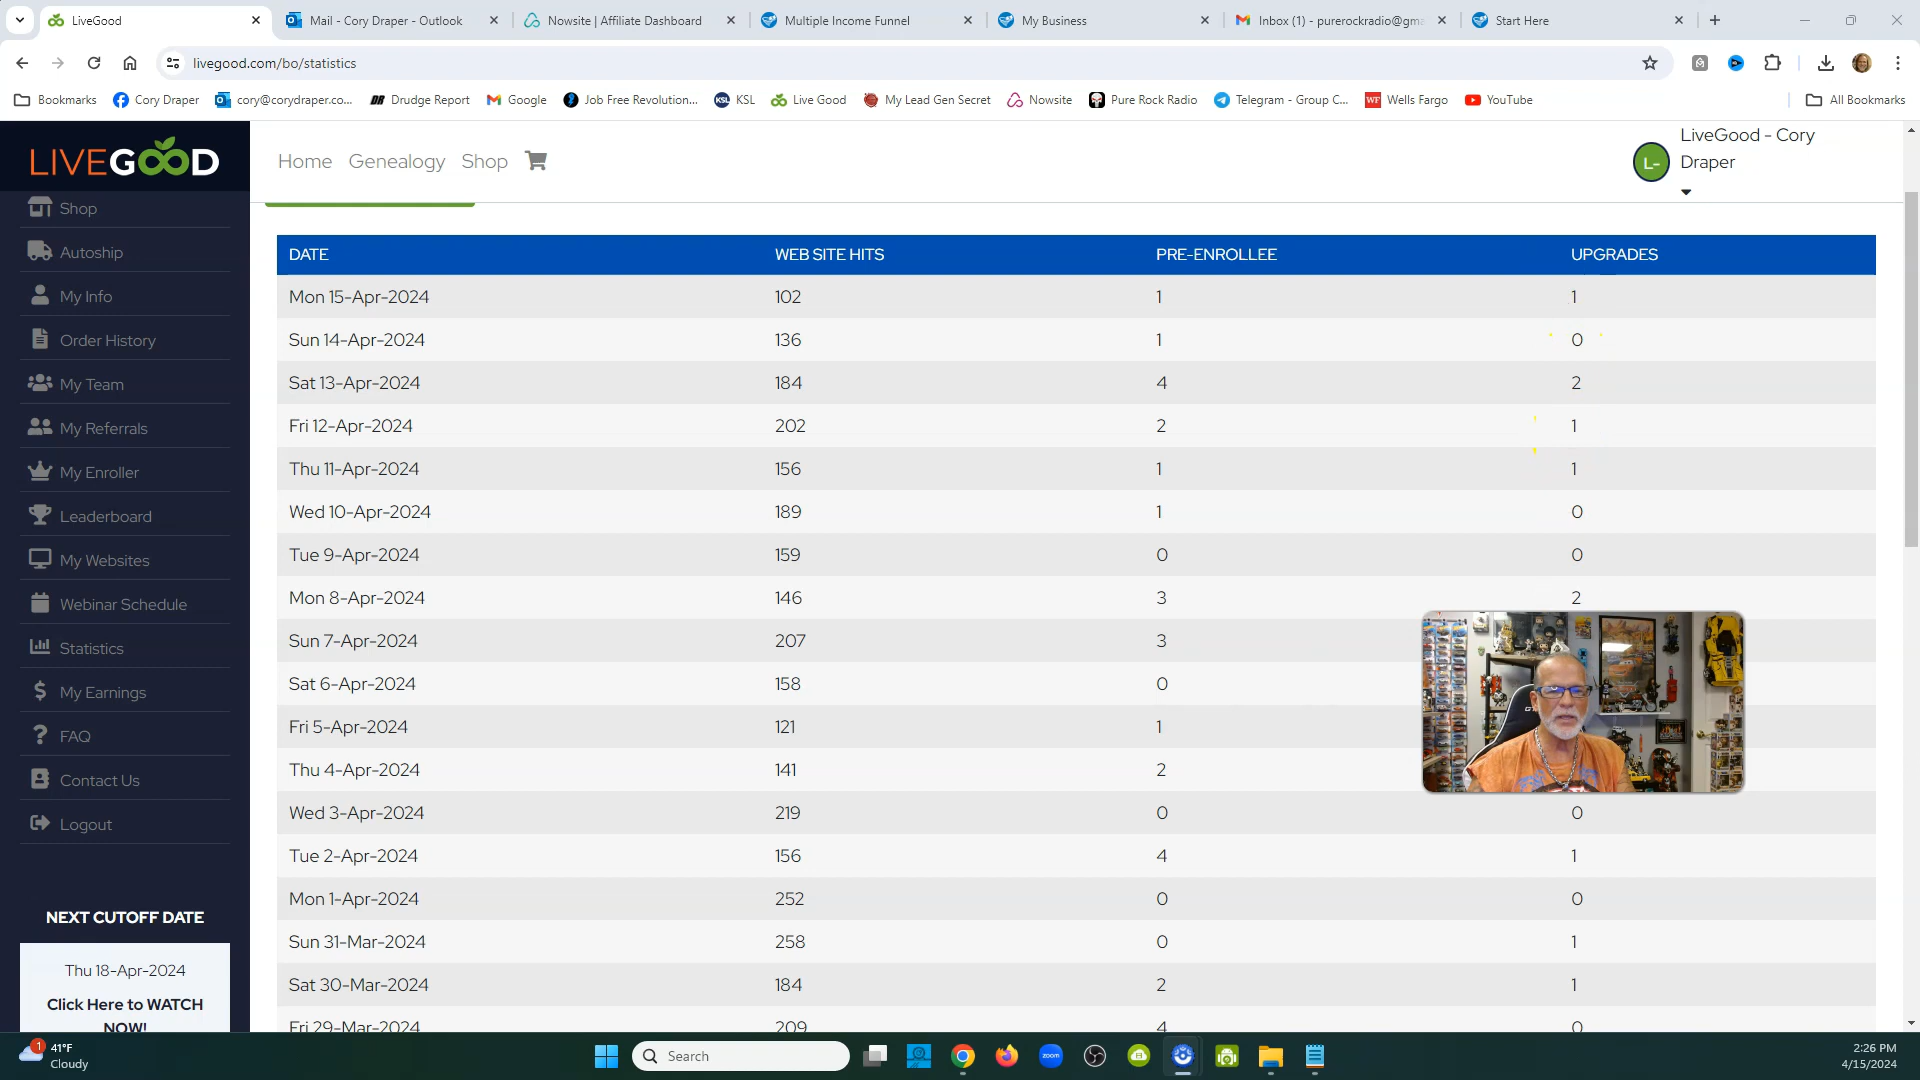 LiveGood
Mail - Cory Draper - Outlook
Nowsite | Affiliate Dashboard
Multiple Income Funnel
My Business
Inbox (1) - purerockradio@gma
Start Here
livegood.com/bo/statistics
Bookmarks
Cory Draper
cory@corydraper.co...
Drudge Report
Google
Job Free Revolution...
KSL
Live Good
My Lead Gen Secret
Nowsite
Pure Rock Radio
Telegram - Group C...
Wells Fargo
YouTube
All Bookmarks
LIVEGOOD
Home
Genealogy
Shop
L-
LiveGood - Cory
Draper
Shop
Autoship
My Info
Order History
My Team
My Referrals
My Enroller
Leaderboard
My Websites
Webinar Schedule
Statistics
My Earnings
FAQ
Contact Us
Logout
NEXT CUTOFF DATE
Thu 18-Apr-2024
Click Here to WATCH
NOW!
DATE WEB SITE HITS PRE-ENROLLEE UPGRADES
Mon 15-Apr-2024 102 1 1
Sun 14-Apr-2024 136 1 0
Sat 13-Apr-2024 184 4 2
Fri 12-Apr-2024 202 2 1
Thu 11-Apr-2024 156 1 1
Wed 10-Apr-2024 189 1 0
Tue 9-Apr-2024 159 0 0
Mon 8-Apr-2024 146 3 2
Sun 7-Apr-2024 207 3
Sat 6-Apr-2024 158 0
Fri 5-Apr-2024 121 1
Thu 4-Apr-2024 141 2
Wed 3-Apr-2024 219 0 0
Tue 2-Apr-2024 156 4 1
Mon 1-Apr-2024 252 0 0
Sun 31-Mar-2024 258 0 1
Sat 30-Mar-2024 184 2 1
Fri 29-Mar-2024 209 4 0
1
41°F
Cloudy
Search
zoom
2:26 PM
4/15/2024